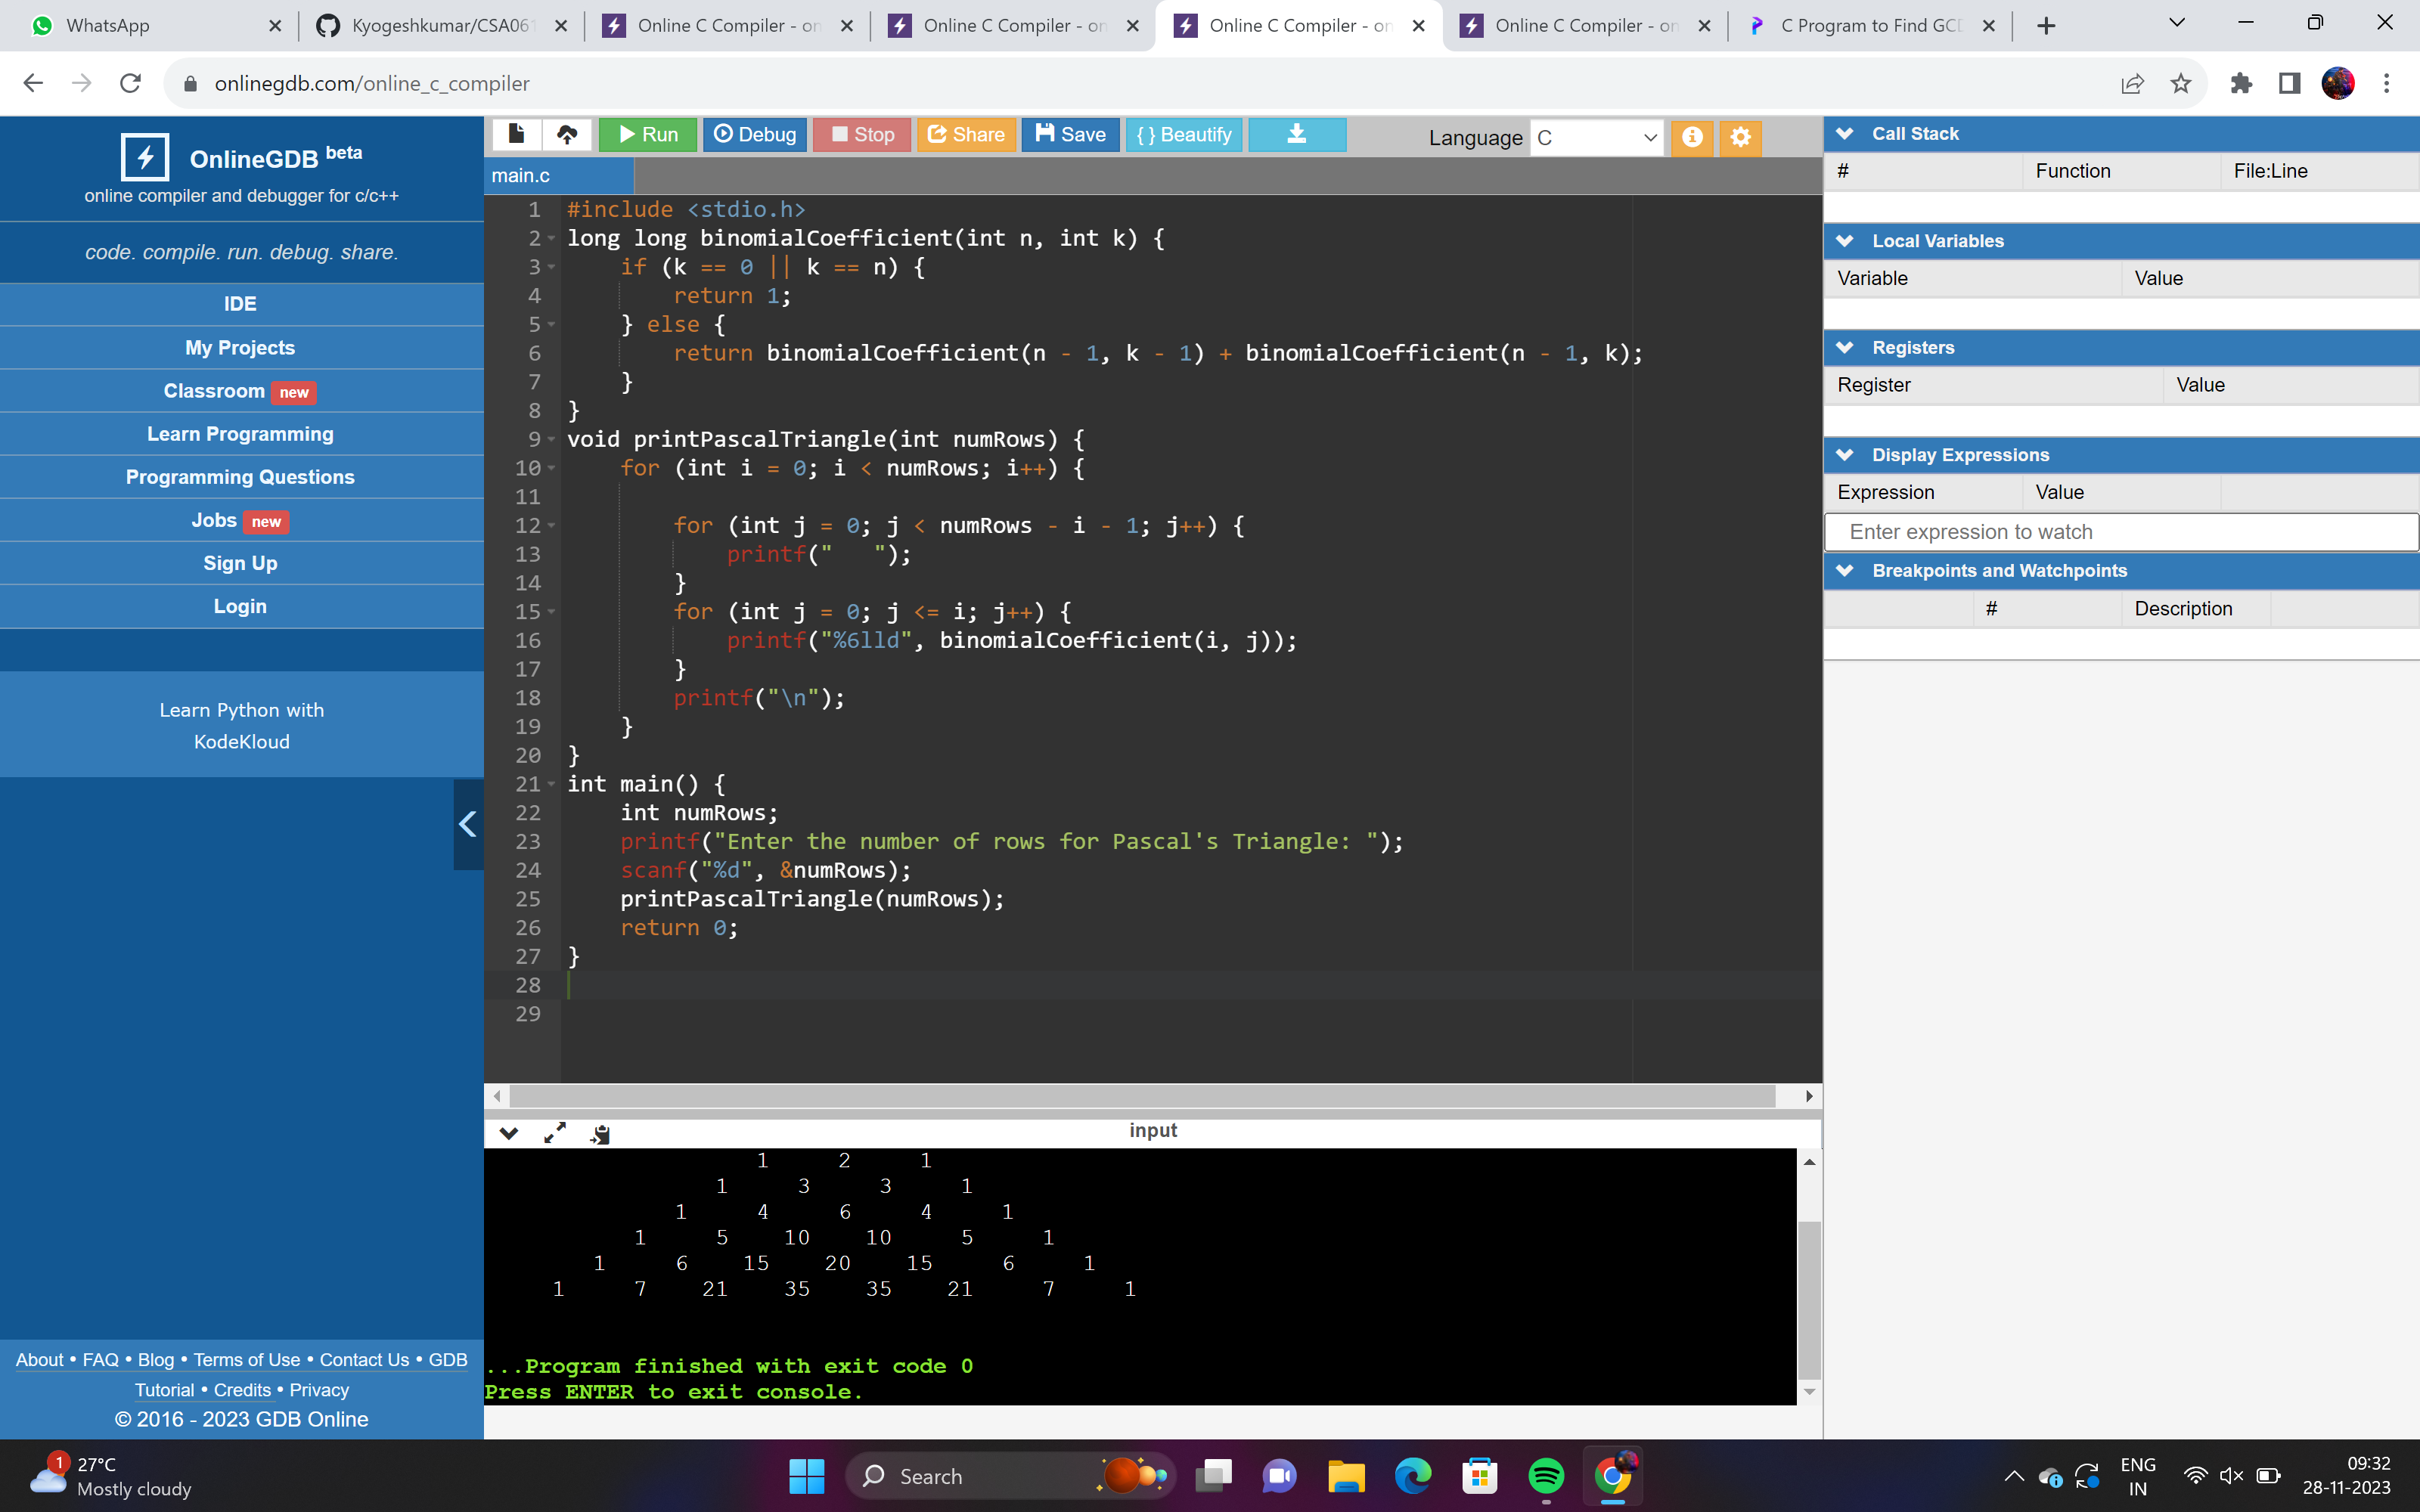 WhatsApp
Kyogeshkumar/CSA061
Online C Compiler - on
Online C Compiler - on
Online C Compiler - on
Online C Compiler - on
C Program to Find GCD
onlinegdb.com/online_c_compiler
OnlineGDB beta
online compiler and debugger for c/c++
code. compile. run. debug. share.
IDE
My Projects
Classroom new
Learn Programming
Programming Questions
Jobs new
Sign Up
Login
Learn Python with
KodeKloud
About • FAQ • Blog • Terms of Use • Contact Us • GDB
Tutorial • Credits • Privacy
© 2016 - 2023 GDB Online
Run Debug Stop Share Save { } Beautify
Language C
main.c
1 #include <stdio.h>
2 long long binomialCoefficient(int n, int k) {
3     if (k == 0 || k == n) {
4         return 1;
5     } else {
6         return binomialCoefficient(n - 1, k - 1) + binomialCoefficient(n - 1, k);
7     }
8 }
9 void printPascalTriangle(int numRows) {
10     for (int i = 0; i < numRows; i++) {
11
12         for (int j = 0; j < numRows - i - 1; j++) {
13             printf("   ");
14         }
15         for (int j = 0; j <= i; j++) {
16             printf("%6lld", binomialCoefficient(i, j));
17         }
18         printf("\n");
19     }
20 }
21 int main() {
22     int numRows;
23     printf("Enter the number of rows for Pascal's Triangle: ");
24     scanf("%d", &numRows);
25     printPascalTriangle(numRows);
26     return 0;
27 }
28
29
input
1 2 1
1 3 3 1
1 4 6 4 1
1 5 10 10 5 1
1 6 15 20 15 6 1
1 7 21 35 35 21 7 1
...Program finished with exit code 0
Press ENTER to exit console.
Call Stack
# Function File:Line
Local Variables
Variable Value
Registers
Register Value
Display Expressions
Expression Value
Enter expression to watch
Breakpoints and Watchpoints
# Description
1
27°C
Mostly cloudy
Search
ENG
IN
09:32
28-11-2023